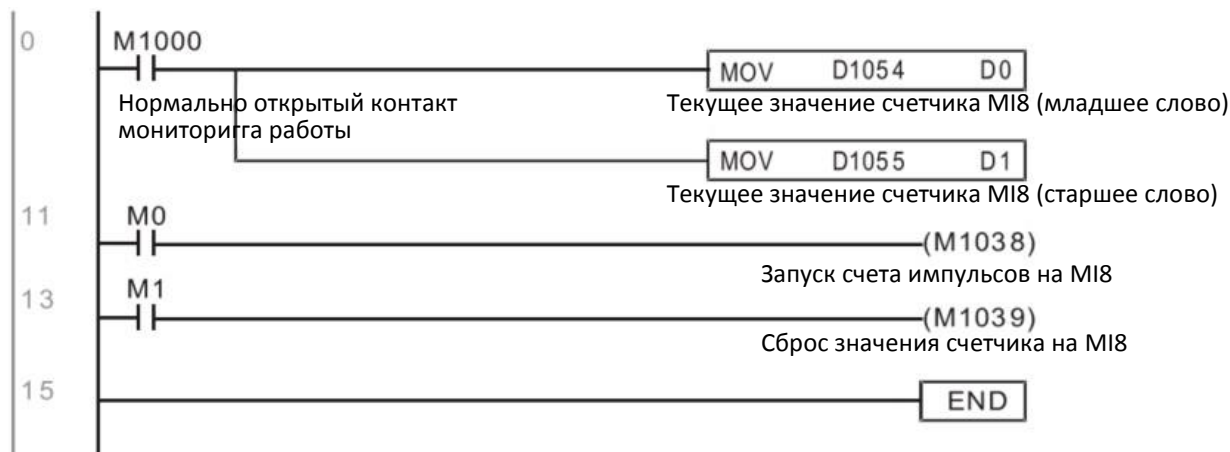 0
M1000
MOV D1054 D0
Нормально открытый контакт
мониторигга работы
Текущее значение счетчика MI8 (младшее слово)
MOV D1055 D1
Текущее значение счетчика MI8 (старшее слово)
11
M0
(M1038)
Запуск счета импульсов на MI8
13
M1
(M1039)
Сброс значения счетчика на MI8
15
END